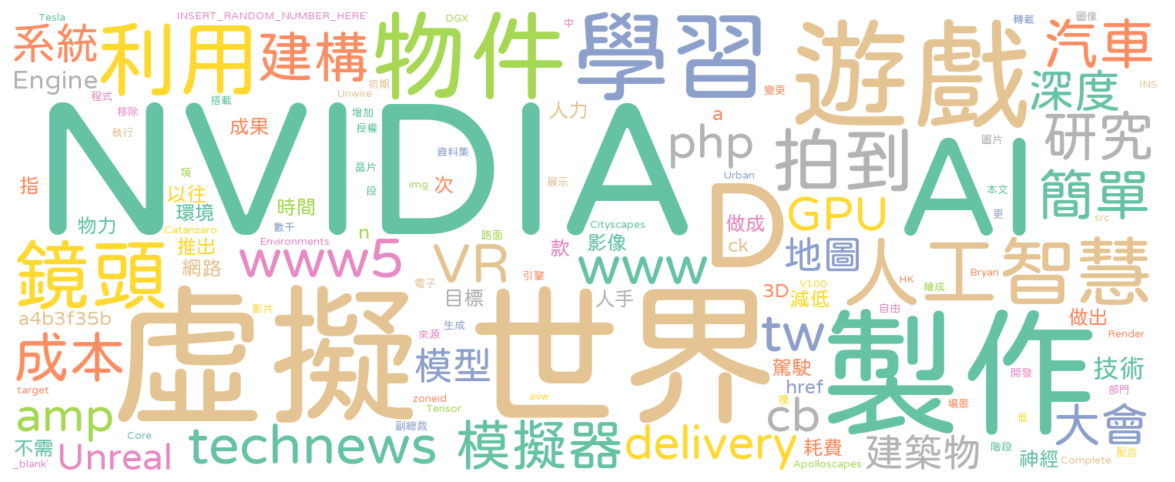 Tesla
INSERT_RANDOM_NUMBER_HERE'
DGX
中
轉載
圖像
系統
利用
建構
物件
學習
遊戲
汽車
Engine
初期
Unwire
變更
深度
INS
程式
移除
搭載
增加
授權
人力
a
執行
成果
php
拍到
圖片
研究
NVIDIA
AI
資料集
晶片
段
img
次
展示
Urban
指
項
以往
簡單
本文
物力
環境
時間
數千
n
Cityscapes
D
做成
ck
GPU
更
src
Catanzaro
推出
Environments
路面
款
影像
地圖
人工智慧
鏡頭
網路
www5
VR
電子
引擎
www
目標
人手
3D
V100
減低
HK
繪成
Bryan
a4b3f35b
影片
自由
做出
虛擬世界
來源
生成
tw
製作
Render
成本
模型
駕駛
開發
技術
target
zoneid
avw
href
裡
場景
部門
amp
Tensor
副總裁
cb
低
大會
不需
Core
technews
模擬器
delivery
耗費
建築物
階段
配合
_blank'
Unreal
Apolloscapes
神經
Complete